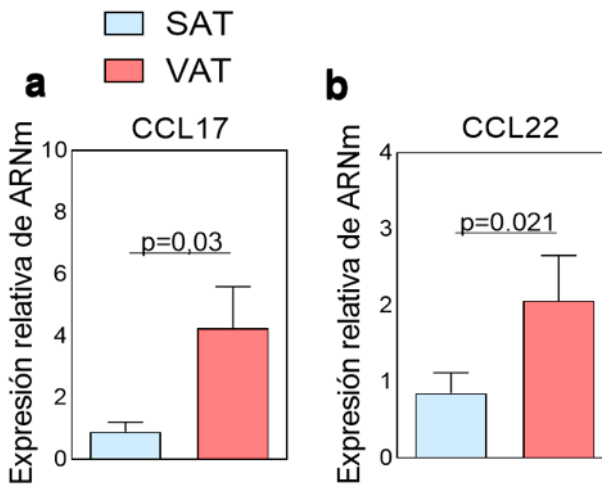 SAT
VAT
a
CCL17
Expresión relativa de ARNm
10
8
6
4
2
0
p=0,03
b
CCL22
Expresión relativa de ARNm
4
3
2
1
0
p=0.021